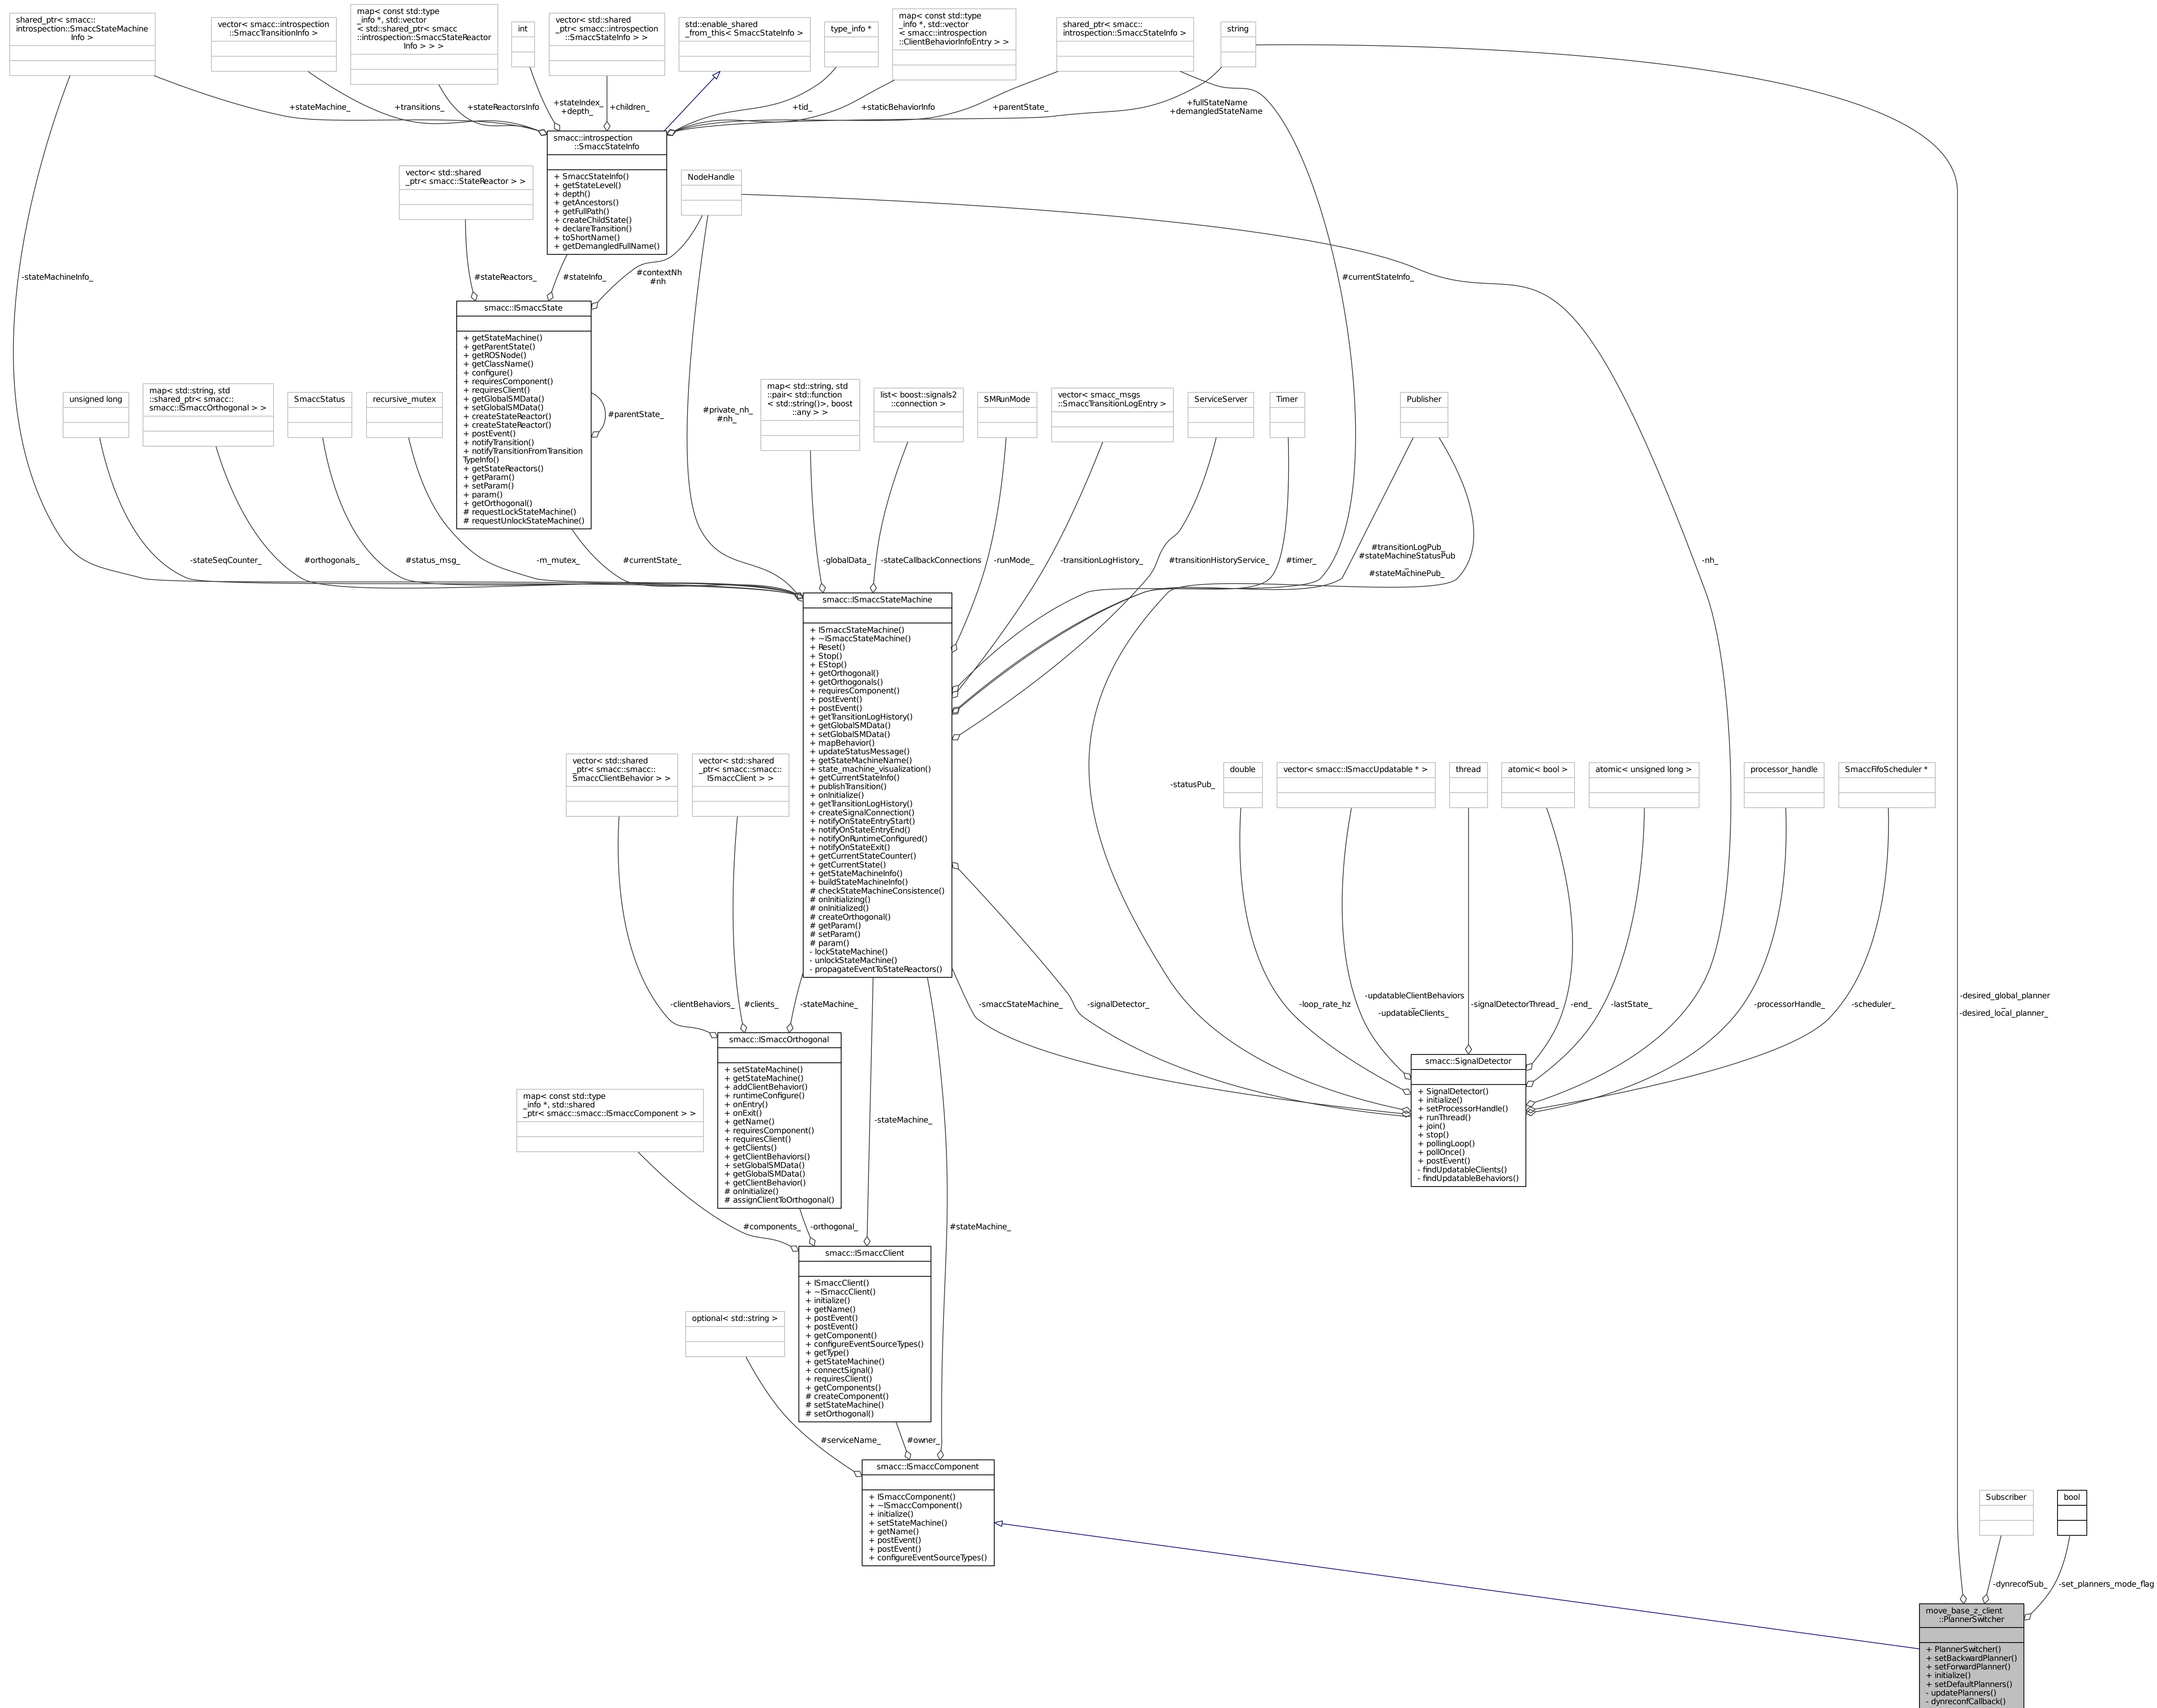 shared_ptr< smacc::
introspection::SmaccStateMachine
Info >
vector< smacc::introspection
::SmaccTransitionInfo >
map< const std::type
_info *, std::vector
< std::shared_ptr< smacc
::introspection::SmaccStateReactor
Info > > >
int
vector< std::shared
_ptr< smacc::introspection
::SmaccStateInfo > >
std::enable_shared
_from_this< SmaccStateInfo >
type_info *
map< const std::type
_info *, std::vector
< smacc::introspection
::ClientBehaviorInfoEntry > >
shared_ptr< smacc::
introspection::SmaccStateInfo >
string
+stateMachine_
+transitions_
+stateReactorsInfo
+stateIndex_
+depth_
+children_
+tid_
+staticBehaviorInfo
+parentState_
+fullStateName
+demangledStateName
smacc::introspection
::SmaccStateInfo
+ SmaccStateInfo()
+ getStateLevel()
+ depth()
+ getAncestors()
+ getFullPath()
+ createChildState()
+ declareTransition()
+ toShortName()
+ getDemangledFullName()
vector< std::shared
_ptr< smacc::StateReactor > >
NodeHandle
-stateMachineInfo_
#stateReactors_
#stateInfo_
#contextNh
#nh
#currentStateInfo_
smacc::ISmaccState
+ getStateMachine()
+ getParentState()
+ getROSNode()
+ getClassName()
+ configure()
+ requiresComponent()
+ requiresClient()
+ getGlobalSMData()
+ setGlobalSMData()
+ createStateReactor()
+ createStateReactor()
+ postEvent()
+ notifyTransition()
+ notifyTransitionFromTransition
TypeInfo()
+ getStateReactors()
+ getParam()
+ setParam()
+ param()
+ getOrthogonal()
# requestLockStateMachine()
# requestUnlockStateMachine()
#parentState_
unsigned long
map< std::string, std
::shared_ptr< smacc::
smacc::ISmaccOrthogonal > >
SmaccStatus
recursive_mutex
#private_nh_
#nh_
map< std::string, std
::pair< std::function
< std::string()>, boost
::any > >
list< boost::signals2
::connection >
SMRunMode
vector< smacc_msgs
::SmaccTransitionLogEntry >
ServiceServer
Timer
Publisher
-stateSeqCounter_
#orthogonals_
#status_msg_
-m_mutex_
#currentState_
-globalData_
-stateCallbackConnections
-runMode_
-transitionLogHistory_
#transitionHistoryService_
#timer_
#transitionLogPub_
#stateMachineStatusPub
_
#stateMachinePub_
-nh_
smacc::ISmaccStateMachine
+ ISmaccStateMachine()
+ ~ISmaccStateMachine()
+ Reset()
+ Stop()
+ EStop()
+ getOrthogonal()
+ getOrthogonals()
+ requiresComponent()
+ postEvent()
+ postEvent()
+ getTransitionLogHistory()
+ getGlobalSMData()
+ setGlobalSMData()
+ mapBehavior()
+ updateStatusMessage()
+ getStateMachineName()
+ state_machine_visualization()
+ getCurrentStateInfo()
+ publishTransition()
+ onInitialize()
+ getTransitionLogHistory()
+ createSignalConnection()
+ notifyOnStateEntryStart()
+ notifyOnStateEntryEnd()
+ notifyOnRuntimeConfigured()
+ notifyOnStateExit()
+ getCurrentStateCounter()
+ getCurrentState()
+ getStateMachineInfo()
+ buildStateMachineInfo()
# checkStateMachineConsistence()
# onInitializing()
# onInitialized()
# createOrthogonal()
# getParam()
# setParam()
# param()
- lockStateMachine()
- unlockStateMachine()
- propagateEventToStateReactors()
vector< std::shared
_ptr< smacc::smacc::
SmaccClientBehavior > >
vector< std::shared
_ptr< smacc::smacc::
ISmaccClient > >
-statusPub_
double
vector< smacc::ISmaccUpdatable * >
thread
atomic< bool >
atomic< unsigned long >
processor_handle
SmaccFifoScheduler *
-clientBehaviors_
#clients_
-stateMachine_
-smaccStateMachine_
-signalDetector_
-loop_rate_hz
-updatableClientBehaviors
_
-updatableClients_
-signalDetectorThread_
-end_
-lastState_
-processorHandle_
-scheduler_
-desired_global_planner
_
-desired_local_planner_
smacc::ISmaccOrthogonal
+ setStateMachine()
+ getStateMachine()
+ addClientBehavior()
+ runtimeConfigure()
+ onEntry()
+ onExit()
+ getName()
+ requiresComponent()
+ requiresClient()
+ getClients()
+ getClientBehaviors()
+ setGlobalSMData()
+ getGlobalSMData()
+ getClientBehavior()
# onInitialize()
# assignClientToOrthogonal()
smacc::SignalDetector
+ SignalDetector()
+ initialize()
+ setProcessorHandle()
+ runThread()
+ join()
+ stop()
+ pollingLoop()
+ pollOnce()
+ postEvent()
- findUpdatableClients()
- findUpdatableBehaviors()
map< const std::type
_info *, std::shared
_ptr< smacc::smacc::ISmaccComponent > >
-stateMachine_
#components_
-orthogonal_
#stateMachine_
smacc::ISmaccClient
+ ISmaccClient()
+ ~ISmaccClient()
+ initialize()
+ getName()
+ postEvent()
+ postEvent()
+ getComponent()
+ configureEventSourceTypes()
+ getType()
+ getStateMachine()
+ connectSignal()
+ requiresClient()
+ getComponents()
# createComponent()
# setStateMachine()
# setOrthogonal()
optional< std::string >
#serviceName_
#owner_
smacc::ISmaccComponent
+ ISmaccComponent()
+ ~ISmaccComponent()
+ initialize()
+ setStateMachine()
+ getName()
+ postEvent()
+ postEvent()
+ configureEventSourceTypes()
Subscriber
bool
-dynrecofSub_
-set_planners_mode_flag
move_base_z_client
::PlannerSwitcher
+ PlannerSwitcher()
+ setBackwardPlanner()
+ setForwardPlanner()
+ initialize()
+ setDefaultPlanners()
- updatePlanners()
- dynreconfCallback()